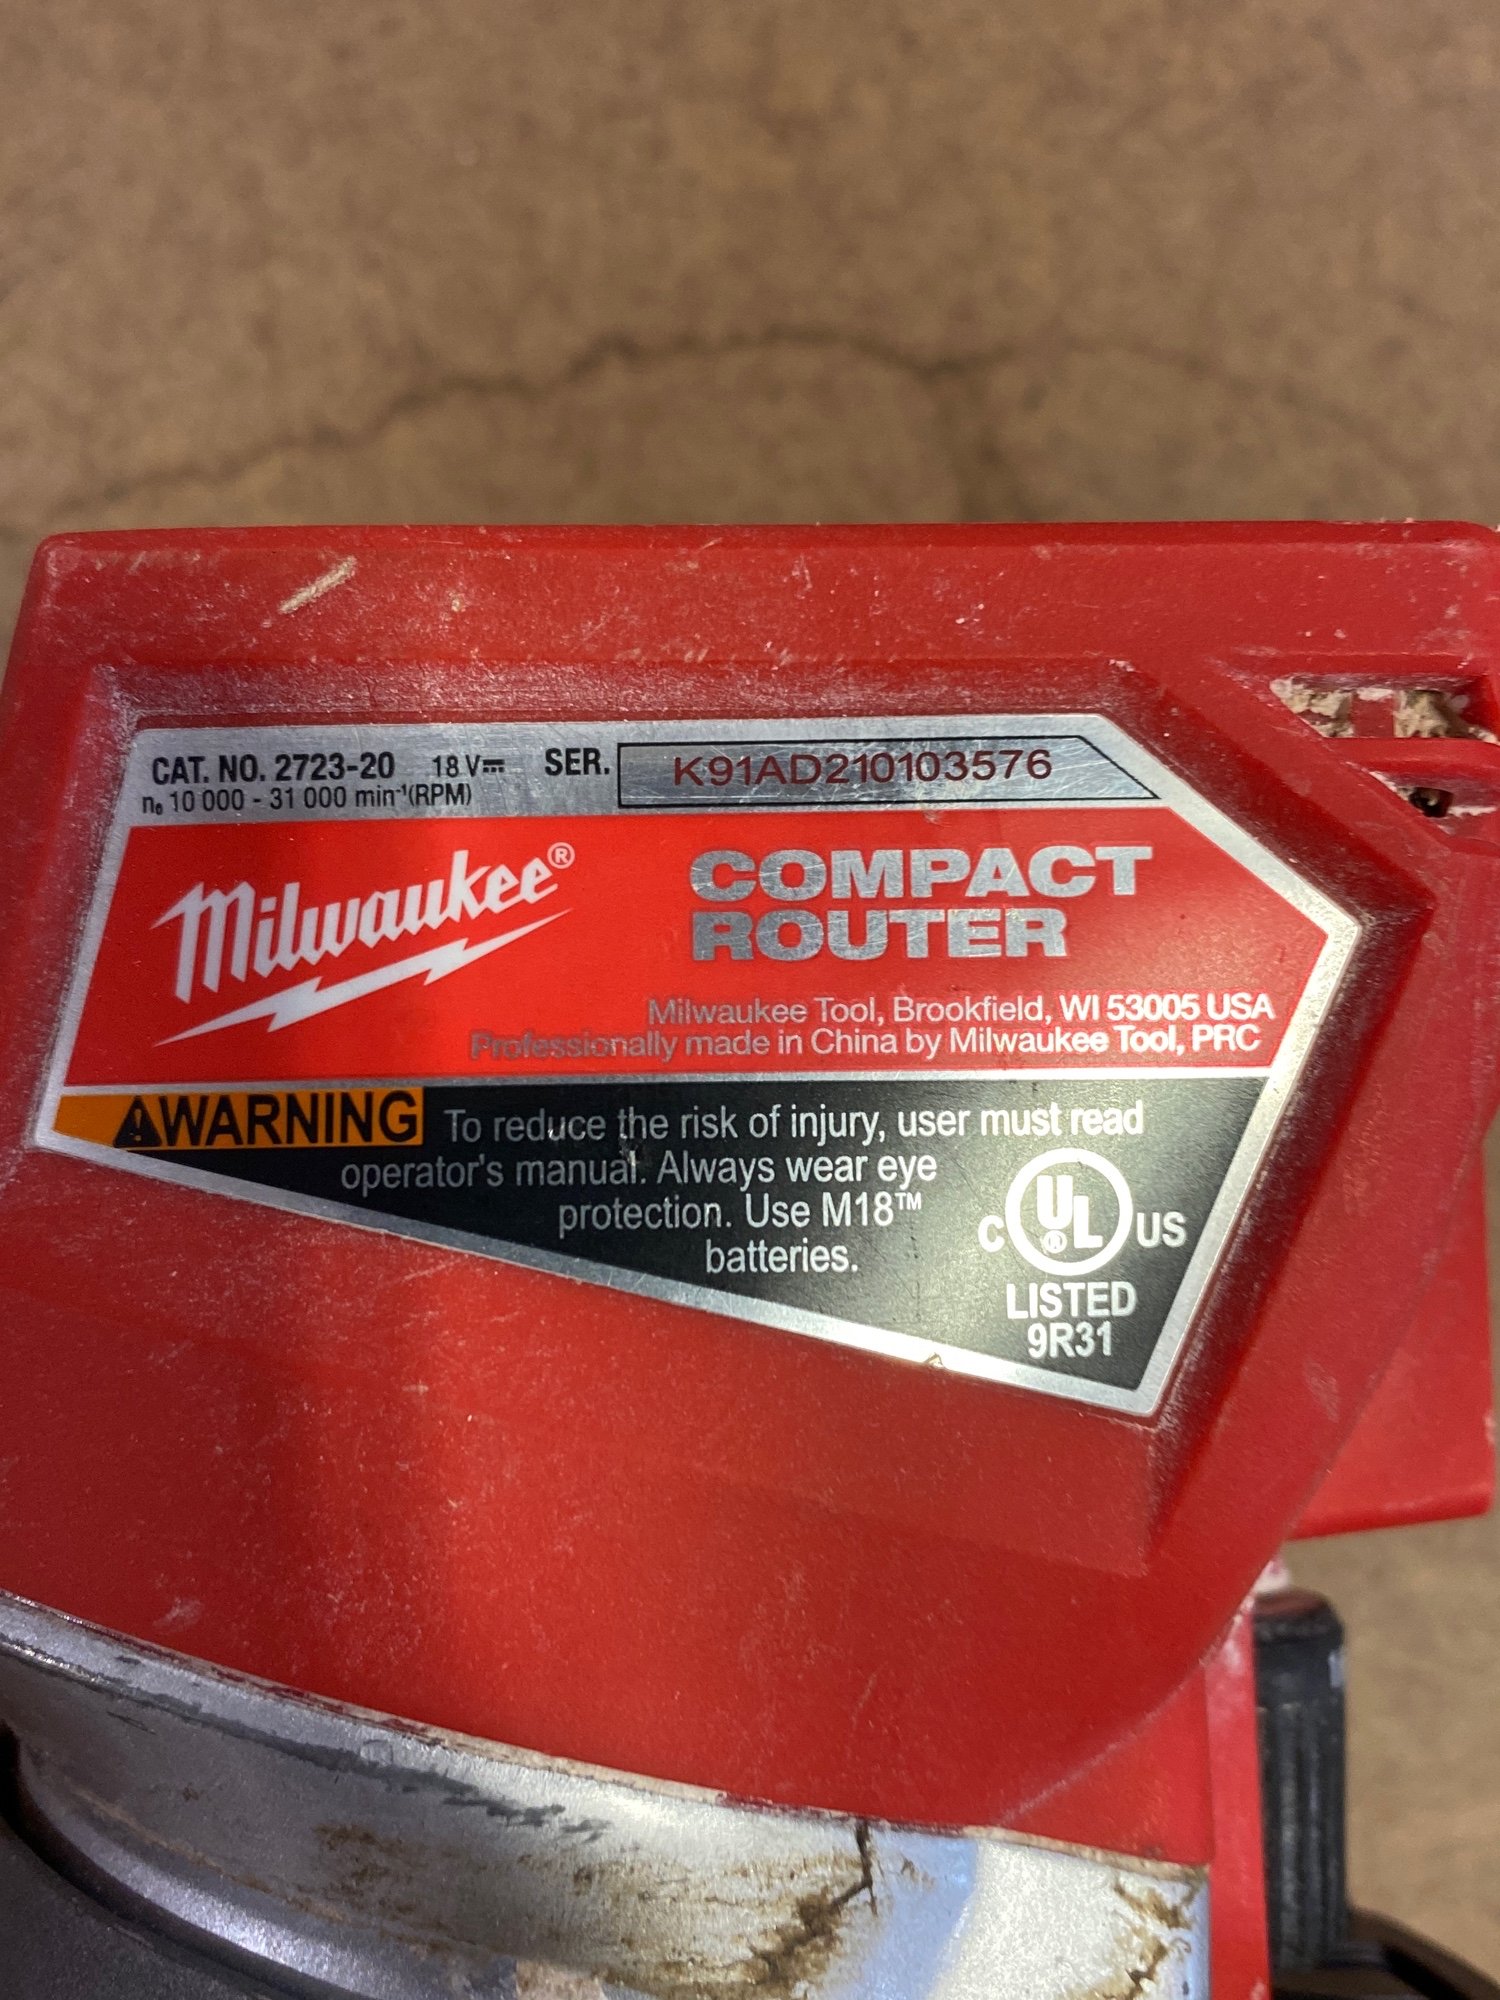 CAT. NO. 2723-20 18 V⎓ SER. K91AD210103576
n₀ 10 000 - 31 000 min⁻¹(RPM)
Milwaukee® COMPACT
ROUTER
Milwaukee Tool, Brookfield, WI 53005 USA
Professionally made in China by Milwaukee Tool, PRC
⚠WARNING To reduce the risk of injury, user must read
operator's manual. Always wear eye
protection. Use M18™
batteries.
C UL® US
LISTED
9R31